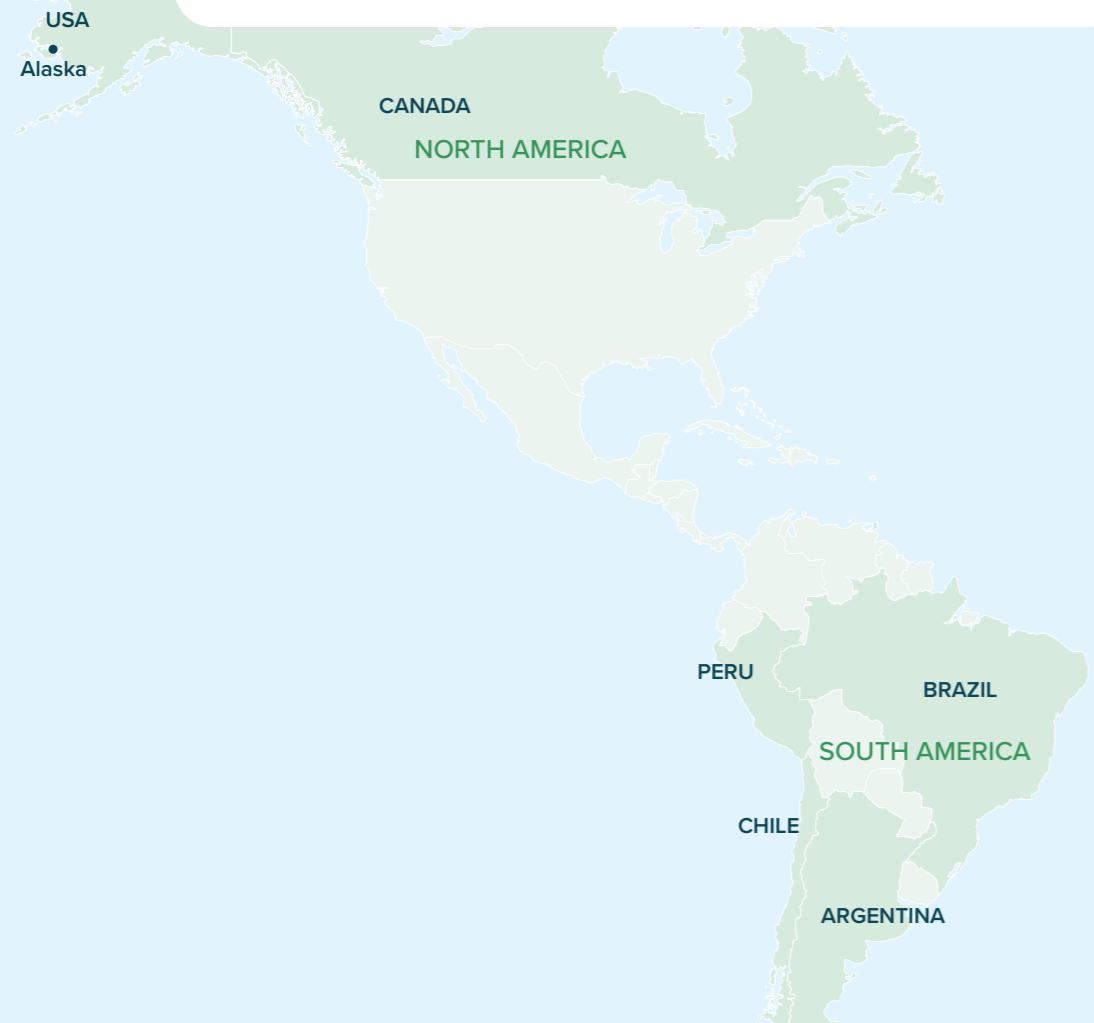 USA
Alaska
CANADA
NORTH AMERICA
PERU
BRAZIL
SOUTH AMERICA
CHILE
ARGENTINA